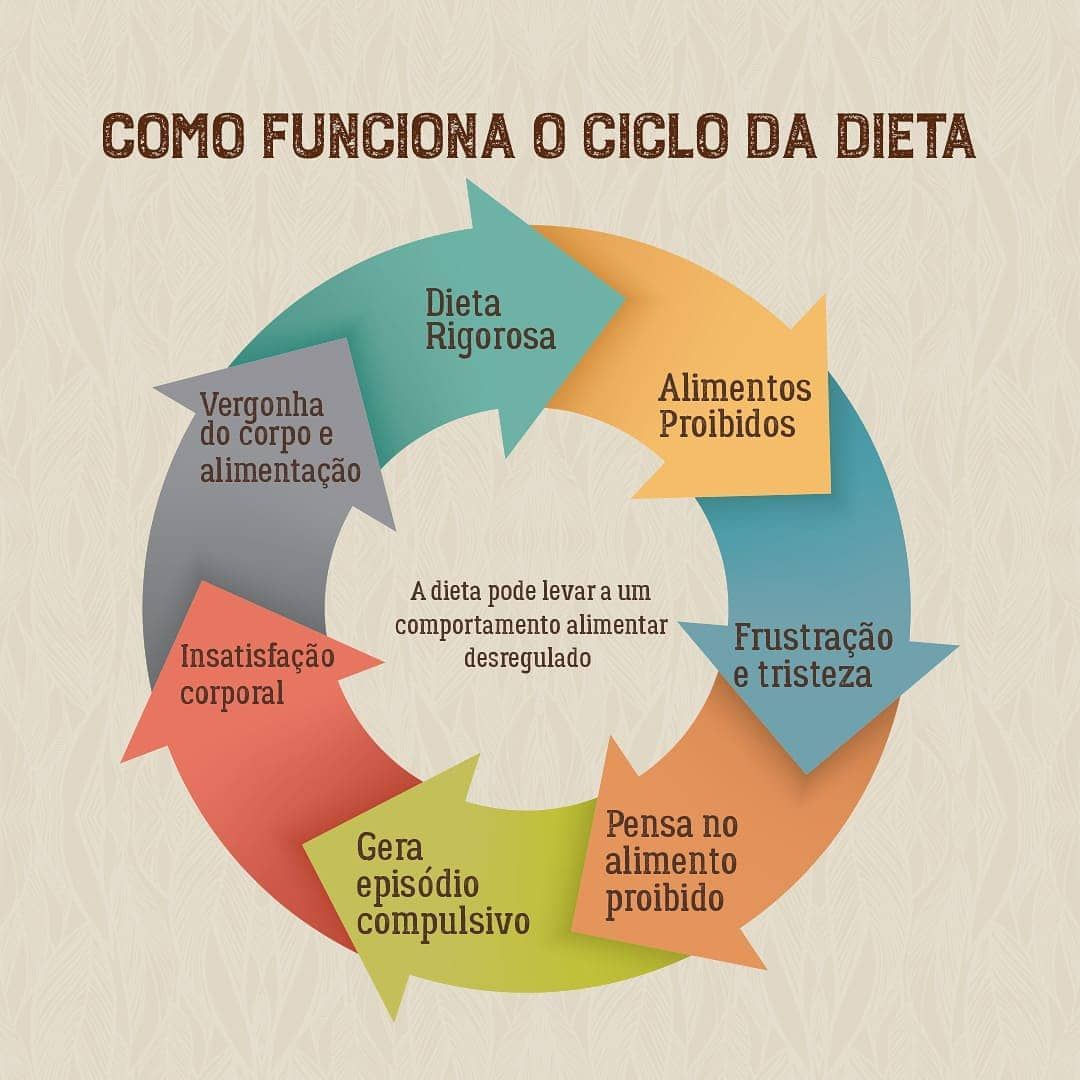 COMO FUNCIONA O CICLO DA DIETA
Dieta
Rigorosa
Alimentos
Proibidos
Frustração
e tristeza
Pensa no
alimento
proibido
Gera
episódio
compulsivo
Insatisfação
corporal
Vergonha
do corpo e
alimentação
A dieta pode levar a um
comportamento alimentar
desregulado